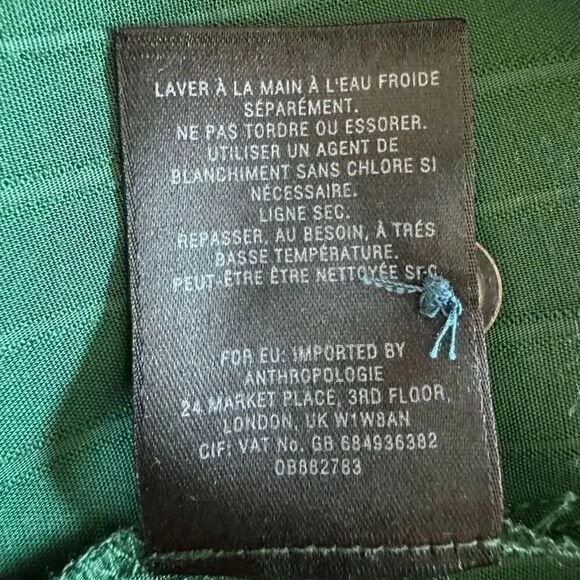 LAVER À LA MAIN À L'EAU FROIDE
SÉPARÉMENT.
NE PAS TORDRE OU ESSORER.
UTILISER UN AGENT DE
BLANCHIMENT SANS CHLORE SI
NÉCESSAIRE.
LIGNE SEC.
REPASSER, AU BESOIN, À TRÉS
BASSE TEMPÉRATURE.
PEUT-ÊTRE ÊTRE NETTOYÉE SEC.
FOR EU: IMPORTED BY
ANTHROPOLOGIE
24 MARKET PLACE, 3RD FLOOR,
LONDON, UK W1W8AN
CIF: VAT No. GB 684936382
OB882783